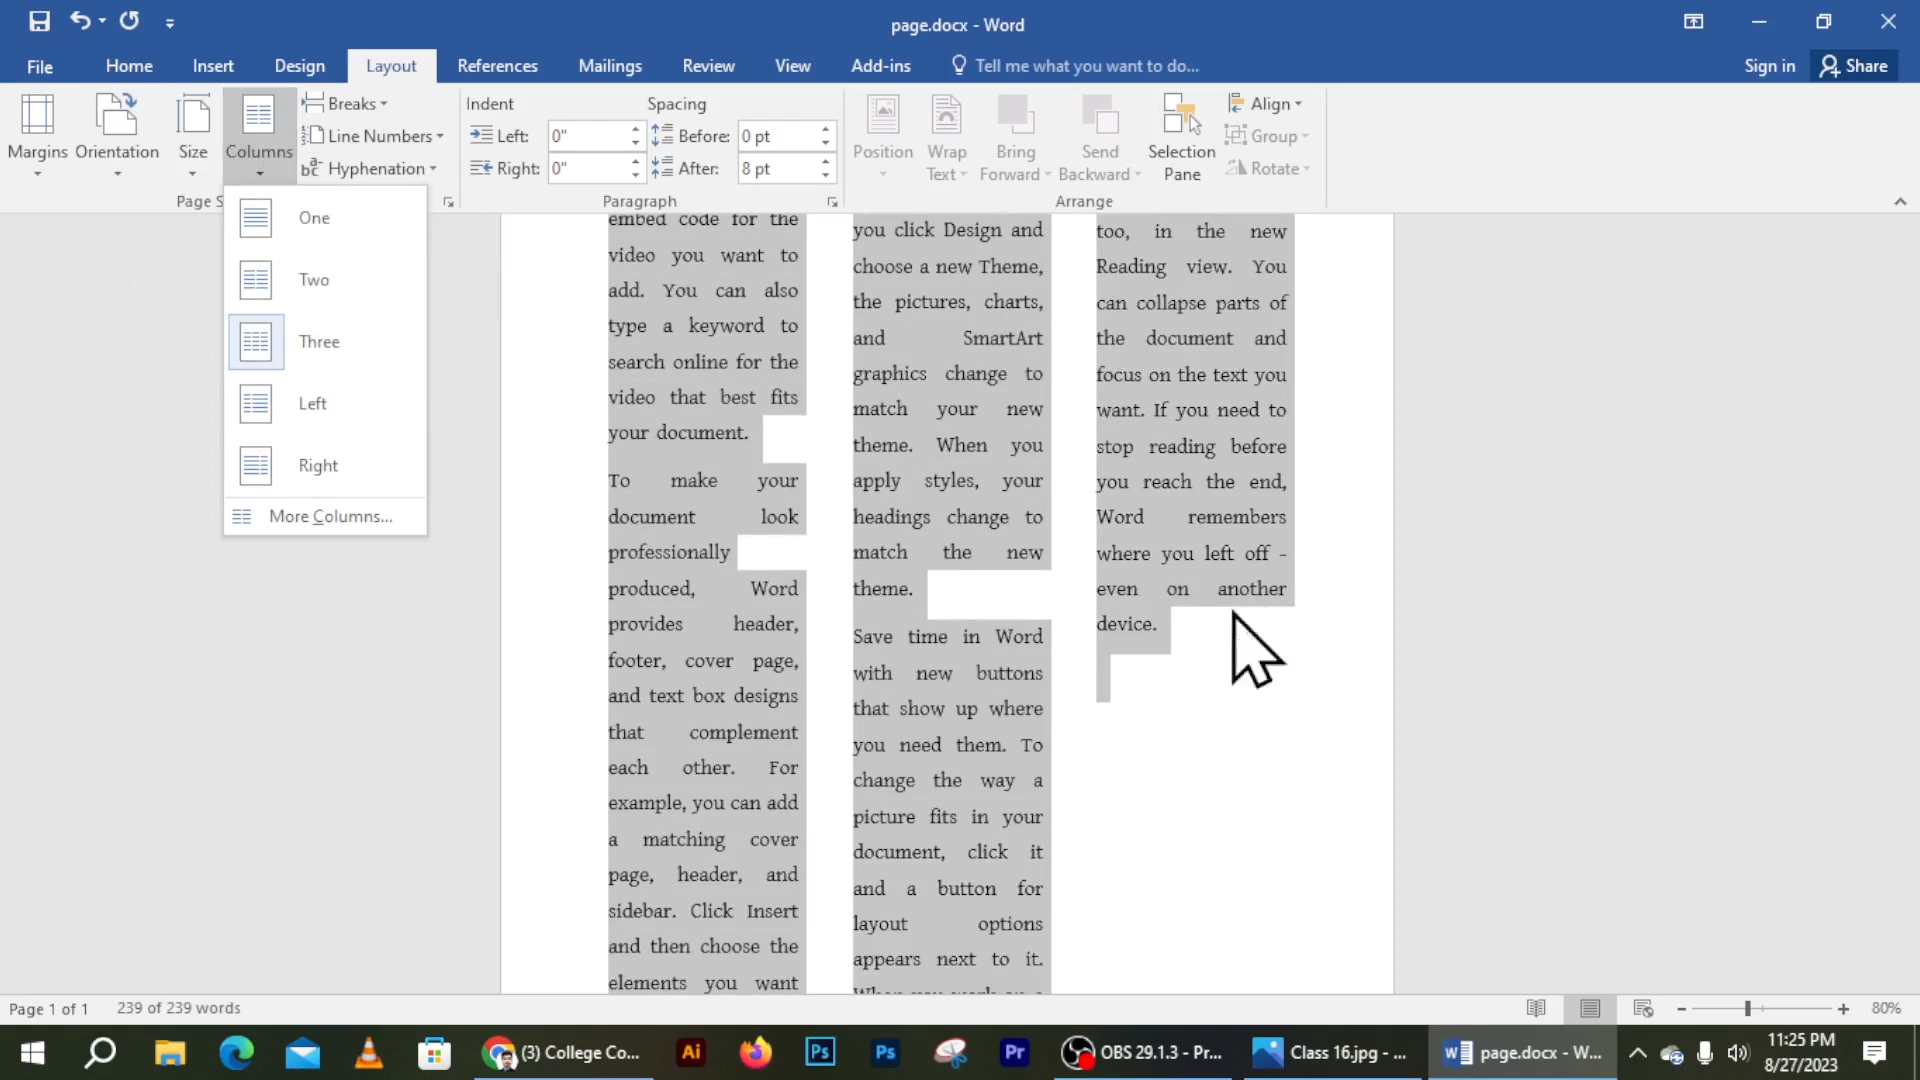 page.docx - Word
File Home Insert Design Layout References Mailings Review View Add-ins Tell me what you want to do... Sign in Share
Margins
Orientation
Size
Columns
Breaks
Line Numbers
Hyphenation
Page S
Indent
Left: 0"
Right: 0"
Spacing
Before: 0 pt
After: 8 pt
Paragraph
Position
Wrap
Text
Bring
Forward
Send
Backward
Selection
Pane
Align
Group
Rotate
Arrange
One
Two
Three
Left
Right
More Columns...
embed code for the
video you want to
add. You can also
type a keyword to
search online for the
video that best fits
your document.
To make your
document look
professionally
produced, Word
provides header,
footer, cover page,
and text box designs
that complement
each other. For
example, you can add
a matching cover
page, header, and
sidebar. Click Insert
and then choose the
elements you want
you click Design and
choose a new Theme,
the pictures, charts,
and SmartArt
graphics change to
match your new
theme. When you
apply styles, your
headings change to
match the new
theme.
Save time in Word
with new buttons
that show up where
you need them. To
change the way a
picture fits in your
document, click it
and a button for
layout options
appears next to it.
too, in the new
Reading view. You
can collapse parts of
the document and
focus on the text you
want. If you need to
stop reading before
you reach the end,
Word remembers
where you left off -
even on another
device.
Page 1 of 1 239 of 239 words 80%
(3) College Co...
Ai
Ps
Ps
Pr
OBS 29.1.3 - Pr...
Class 16.jpg - ...
page.docx - W...
11:25 PM
8/27/2023